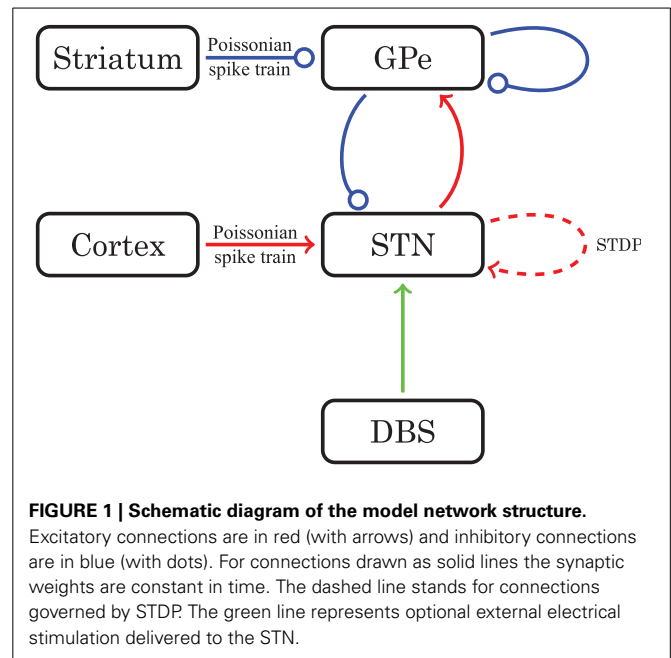 Striatum
Poissonian
spike train
GPe
Cortex
Poissonian
spike train
STN
STDP
DBS
FIGURE 1 | Schematic diagram of the model network structure.
Excitatory connections are in red (with arrows) and inhibitory connections
are in blue (with dots). For connections drawn as solid lines the synaptic
weights are constant in time. The dashed line stands for connections
governed by STDP. The green line represents optional external electrical
stimulation delivered to the STN.